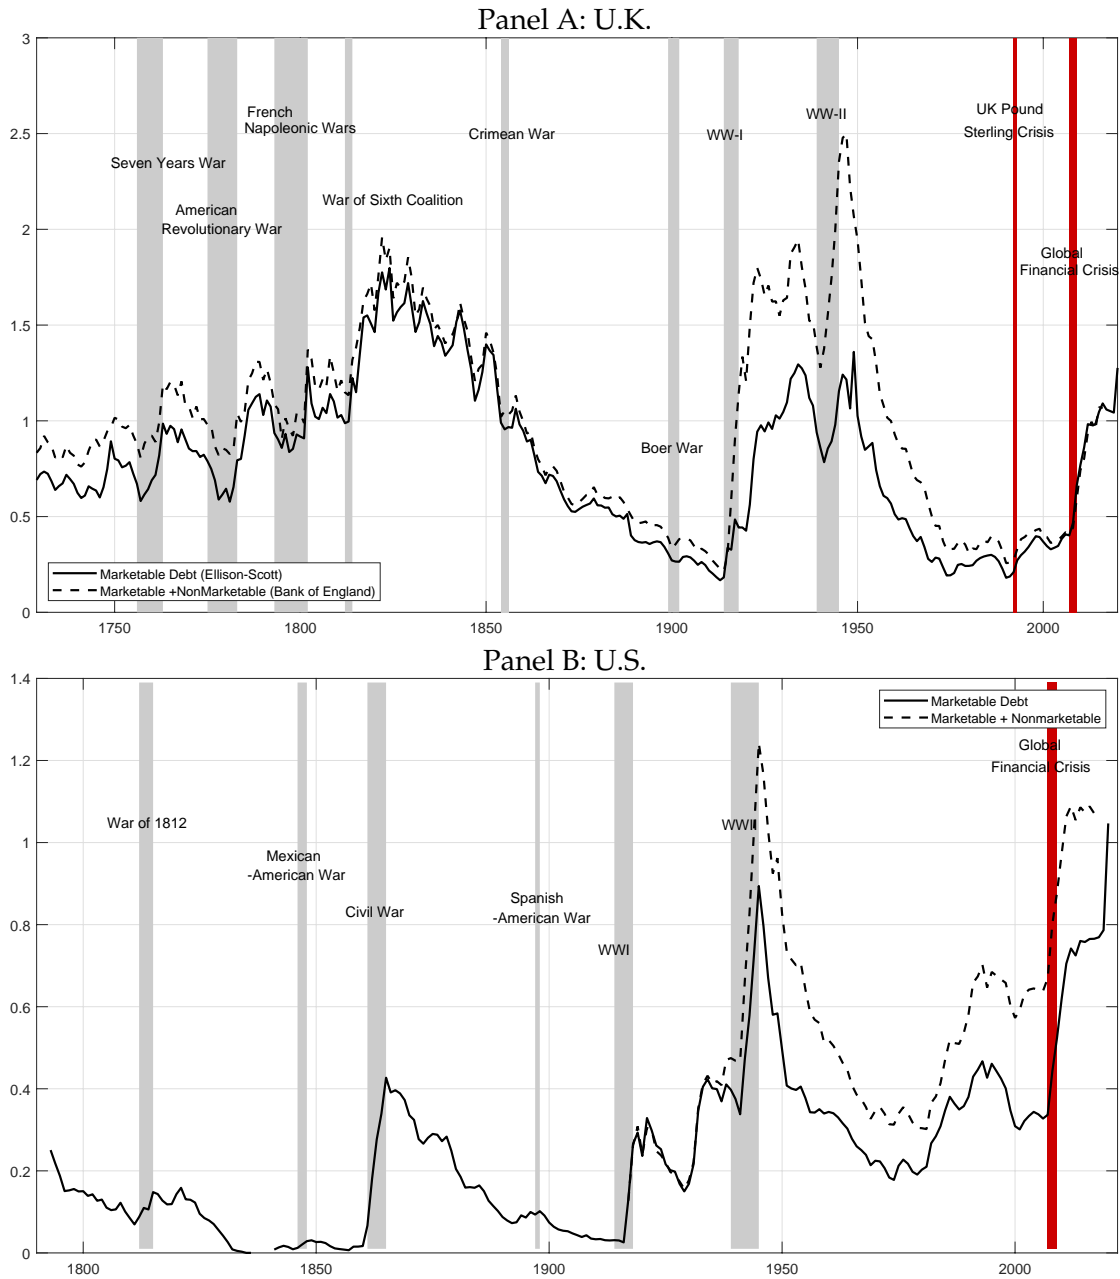 Panel A: U.K.
3
2.5
2
1.5
1
0.5
0
French
Napoleonic Wars
Seven Years War
American
Revolutionary War
War of Sixth Coalition
Crimean War
Boer War
WW-I
WW-II
UK Pound
Sterling Crisis
Global
Financial Crisis
Marketable Debt (Ellison-Scott)
Marketable +NonMarketable (Bank of England)
1750
1800
1850
1900
1950
2000
Panel B: U.S.
1.4
1.2
1
0.8
0.6
0.4
0.2
0
Marketable Debt
Marketable + Nonmarketable
Global
Financial Crisis
War of 1812
Mexican
-American War
Civil War
Spanish
-American War
WWI
WWII
1800
1850
1900
1950
2000